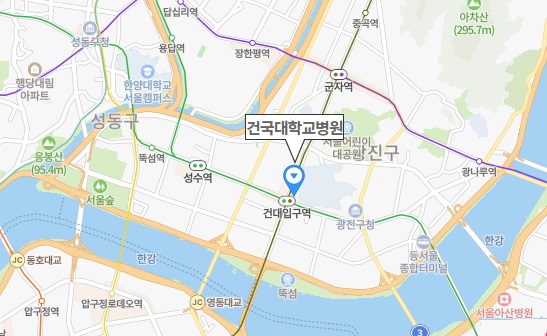 답십리역
중곡역
아차산
(295.7m)
성동구청
용답역
장한평역
행당대림
아파트
한양대학교
서울캠퍼스
군자역
성동구
건국대학교병원
서울어린이
대공원
광진구
응봉산
(95.4m)
뚝섬역
성수역
광나루역
서울숲
건대입구역
광진구청
한강
동서울
종합터미널
한강
JC 동호대교
뚝섬
압구정역
압구정로데오역
JC 영동대교
3
서울아산병원